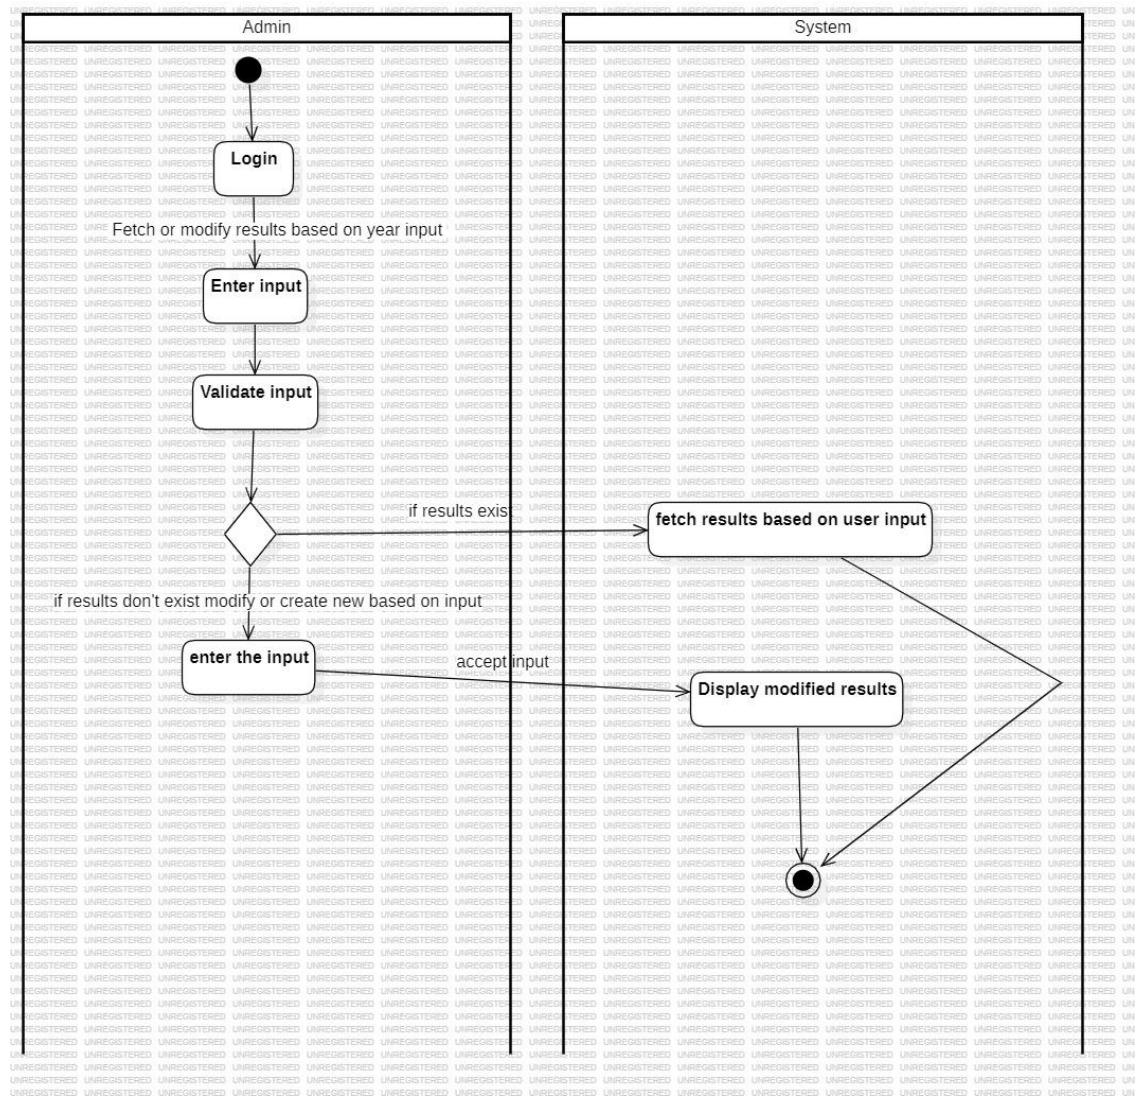 Admin
System
Login
Fetch or modify results based on year input
Enter input
Validate input
if results exist
fetch results based on user input
if results don't exist modify or create new based on input
enter the input
accept input
Display modified results
UNREGISTERED